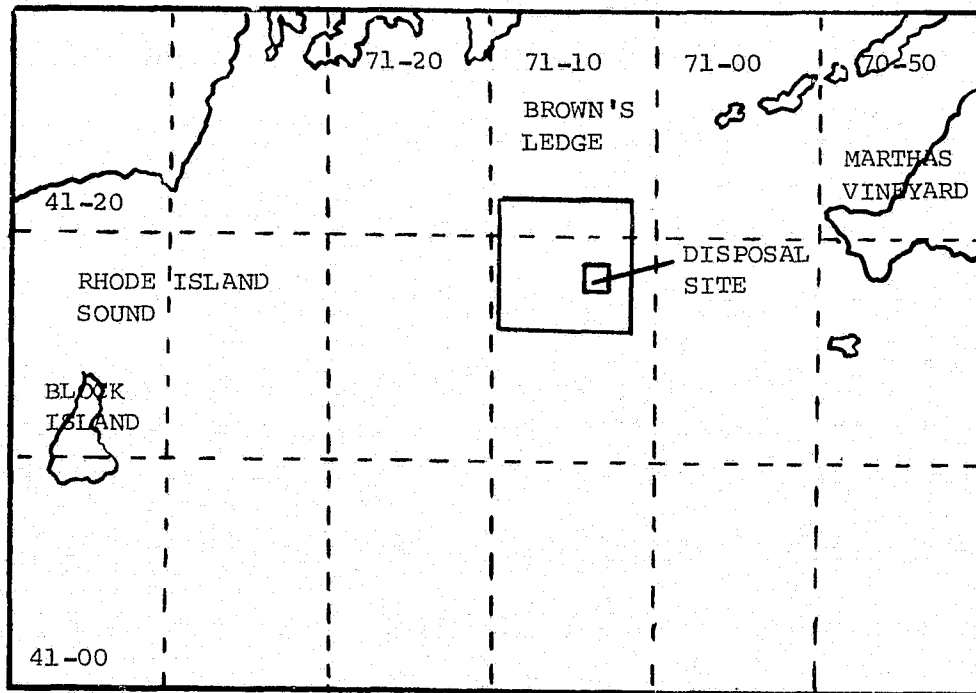 71-20
71-10
71-00
70-50
BROWN'S
LEDGE
MARTHAS
VINEYARD
41-20
RHODE ISLAND
SOUND
DISPOSAL
SITE
BLOCK
ISLAND
41-00